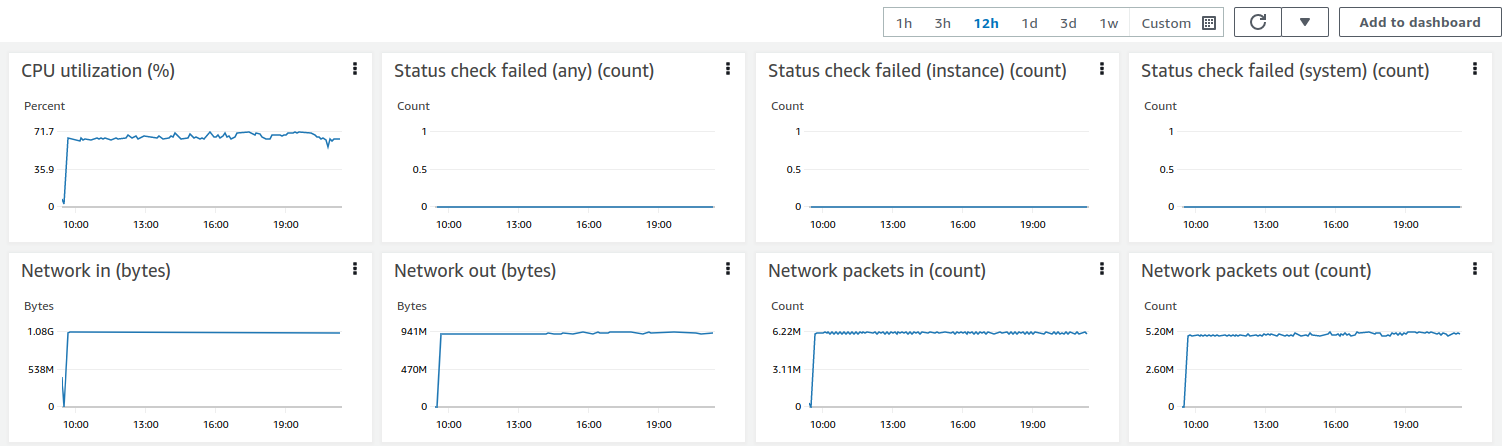 1h 3h 12h 1d 3d 1w Custom Add to dashboard
CPU utilization (%) Status check failed (any) (count) Status check failed (instance) (count) Status check failed (system) (count)
Percent Count Count Count
71.7 1 1 1
35.9 0.5 0.5 0.5
0 0 0 0
10:00 13:00 16:00 19:00 10:00 13:00 16:00 19:00 10:00 13:00 16:00 19:00 10:00 13:00 16:00 19:00
Network in (bytes) Network out (bytes) Network packets in (count) Network packets out (count)
Bytes Bytes Count Count
1.08G 941M 6.22M 5.20M
538M 470M 3.11M 2.60M
0 0 0 0
10:00 13:00 16:00 19:00 10:00 13:00 16:00 19:00 10:00 13:00 16:00 19:00 10:00 13:00 16:00 19:00